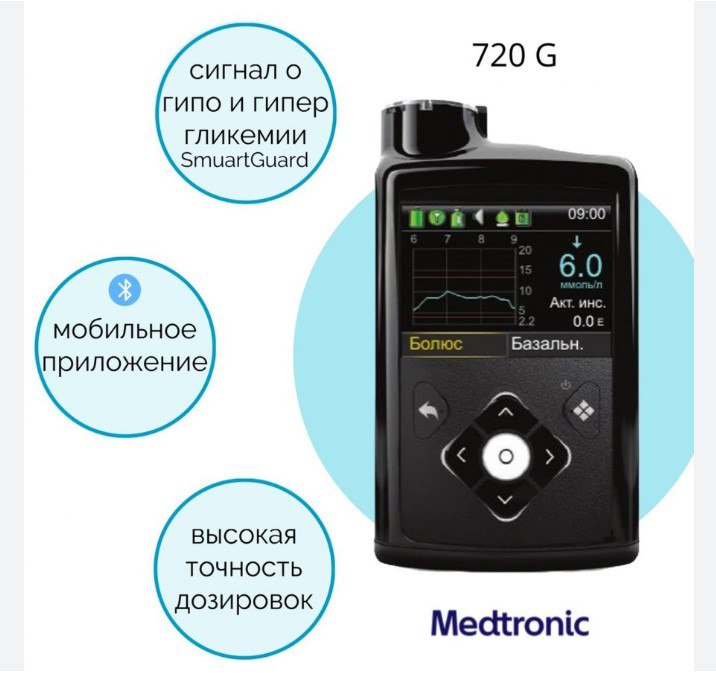 720 G
сигнал о
гипо и гипер
гликемии
SmuartGuard
мобильное
приложение
высокая
точность
дозировок
09:00
6 7 8 9
20
15
10
5
2.2
6.0
ммоль/л
Акт. инс.
0.0 Е
Болюс
Базальн.
Medtronic